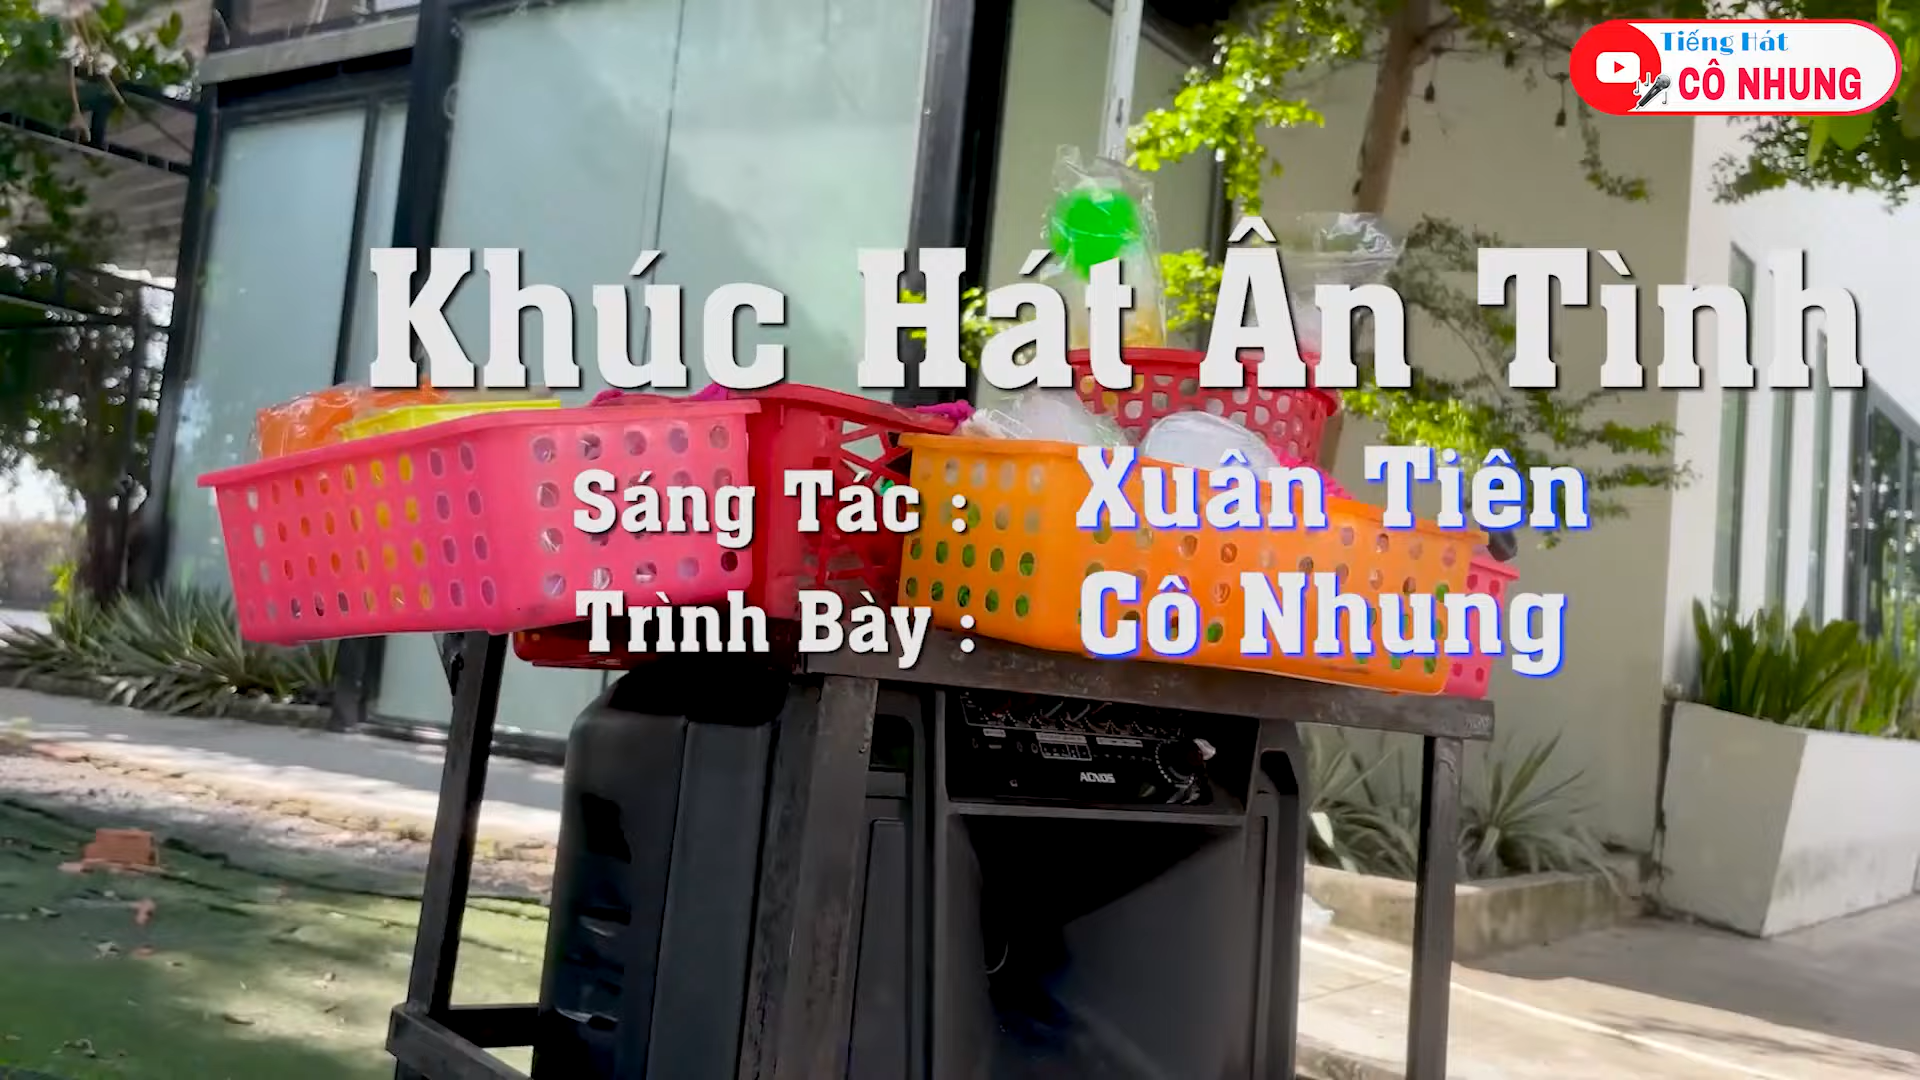 Tiếng Hát
CÔ NHUNG
Khúc Hát Ân Tình
Sáng Tác : Xuân Tiên
Trình Bày : Cô Nhung
ACNOS